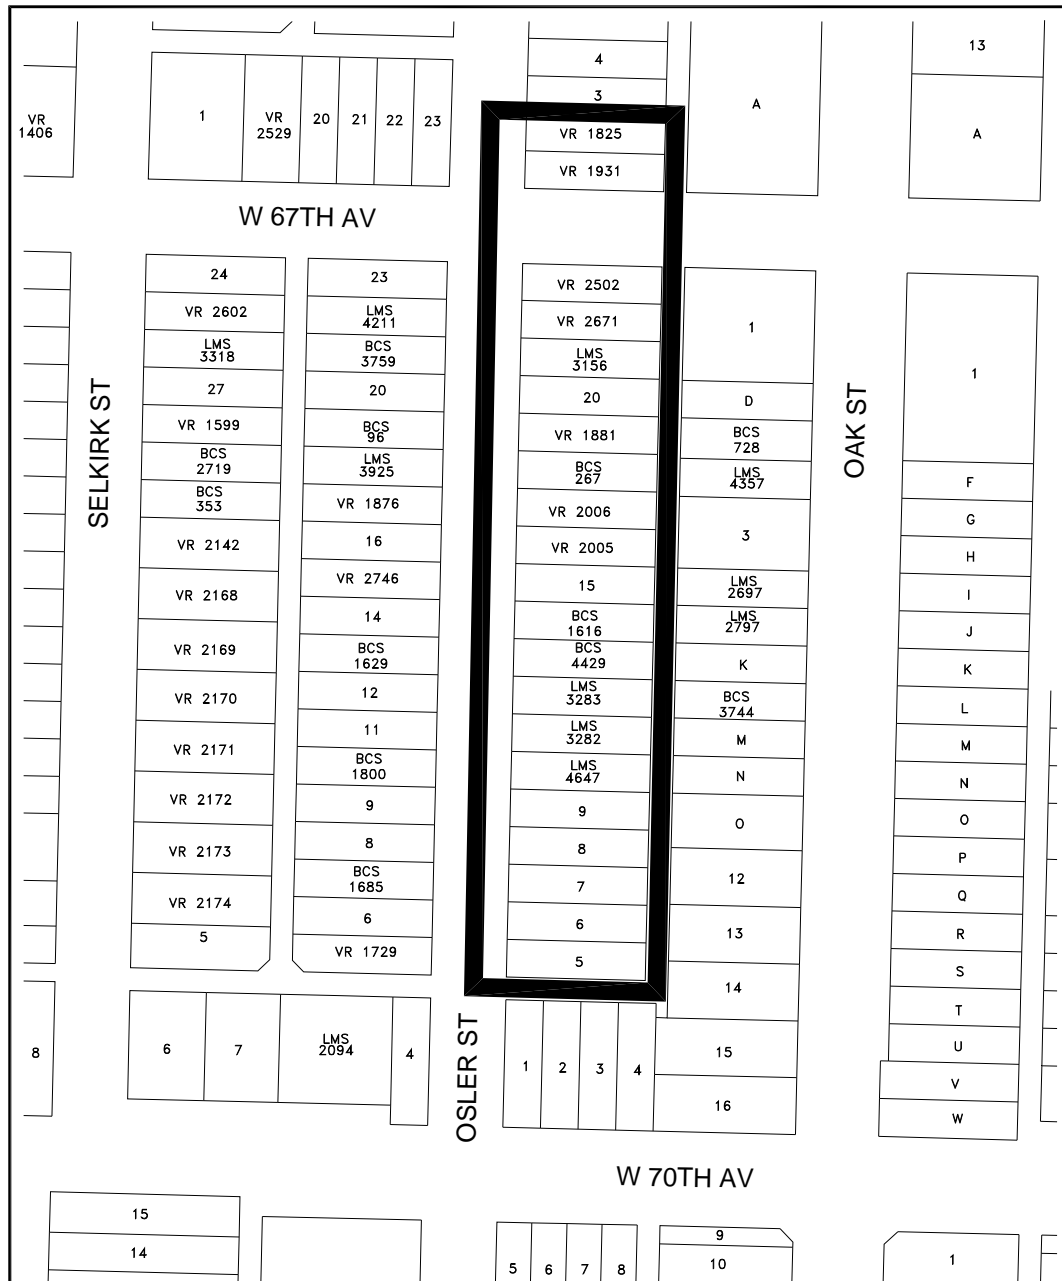 13
4
3
A
A
VR
1406
1
VR
2529
20
21
22
23
VR 1825
VR 1931
W 67TH AV
24
VR 2602
LMS
3318
27
VR 1599
BCS
2719
BCS
353
VR 2142
VR 2168
VR 2169
VR 2170
VR 2171
VR 2172
VR 2173
VR 2174
5
23
LMS
4211
BCS
3759
20
BCS
96
LMS
3925
VR 1876
16
VR 2746
14
BCS
1629
12
11
BCS
1800
9
8
BCS
1685
6
VR 1729
VR 2502
VR 2671
LMS
3156
20
VR 1881
BCS
267
VR 2006
VR 2005
15
BCS
1616
BCS
4429
LMS
3283
LMS
3282
LMS
4647
9
8
7
6
5
1
D
BCS
728
LMS
4357
3
LMS
2697
LMS
2797
K
BCS
3744
M
N
O
12
13
14
15
16
1
F
G
H
I
J
K
L
M
N
O
P
Q
R
S
T
U
V
W
SELKIRK ST
OAK ST
OSLER ST
8
6
7
LMS
2094
4
1
2
3
4
W 70TH AV
15
14
5
6
7
8
9
10
1